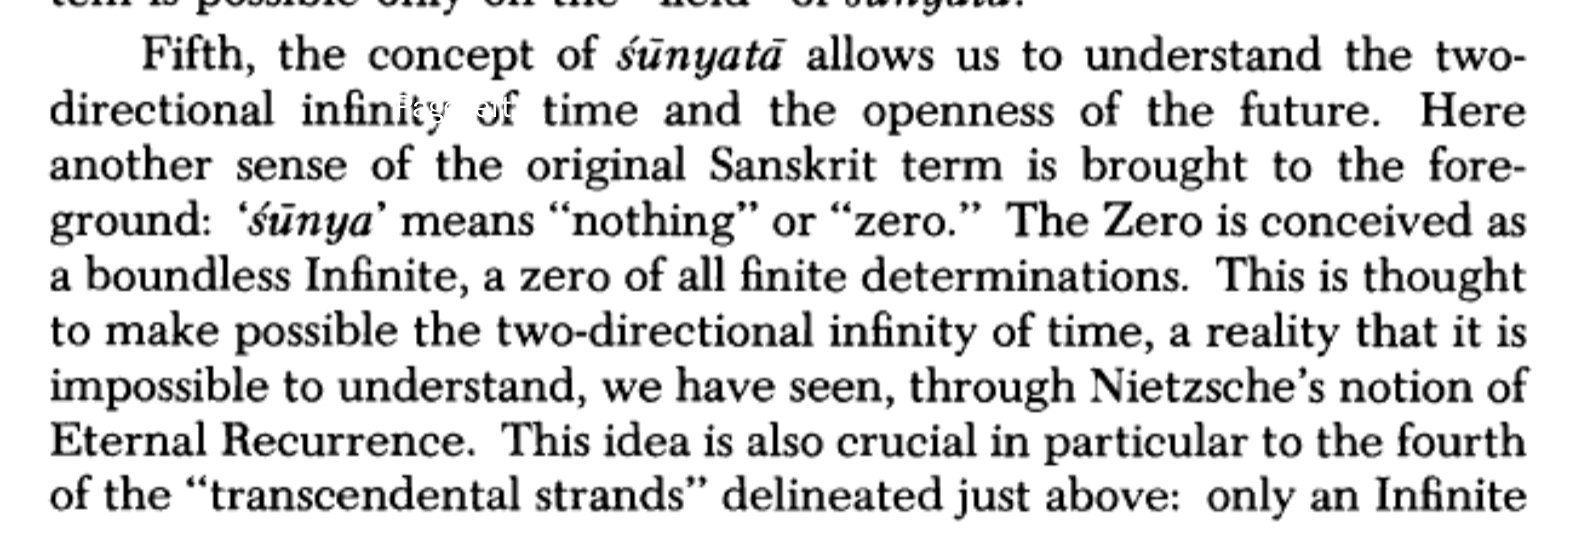 Fifth, the concept of śūnyatā allows us to understand the two-
directional infinity of time and the openness of the future. Here
another sense of the original Sanskrit term is brought to the fore-
ground: ‘śūnya’ means “nothing” or “zero.” The Zero is conceived as
a boundless Infinite, a zero of all finite determinations. This is thought
to make possible the two-directional infinity of time, a reality that it is
impossible to understand, we have seen, through Nietzsche’s notion of
Eternal Recurrence. This idea is also crucial in particular to the fourth
of the “transcendental strands” delineated just above: only an Infinite